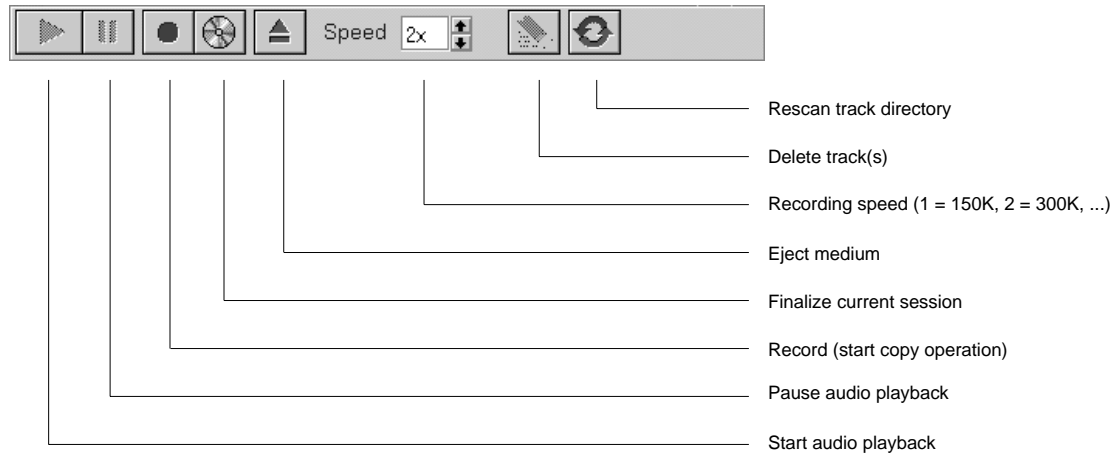 Speed 2x
Rescan track directory
Delete track(s)
Recording speed (1 = 150K, 2 = 300K, ...)
Eject medium
Finalize current session
Record (start copy operation)
Pause audio playback
Start audio playback